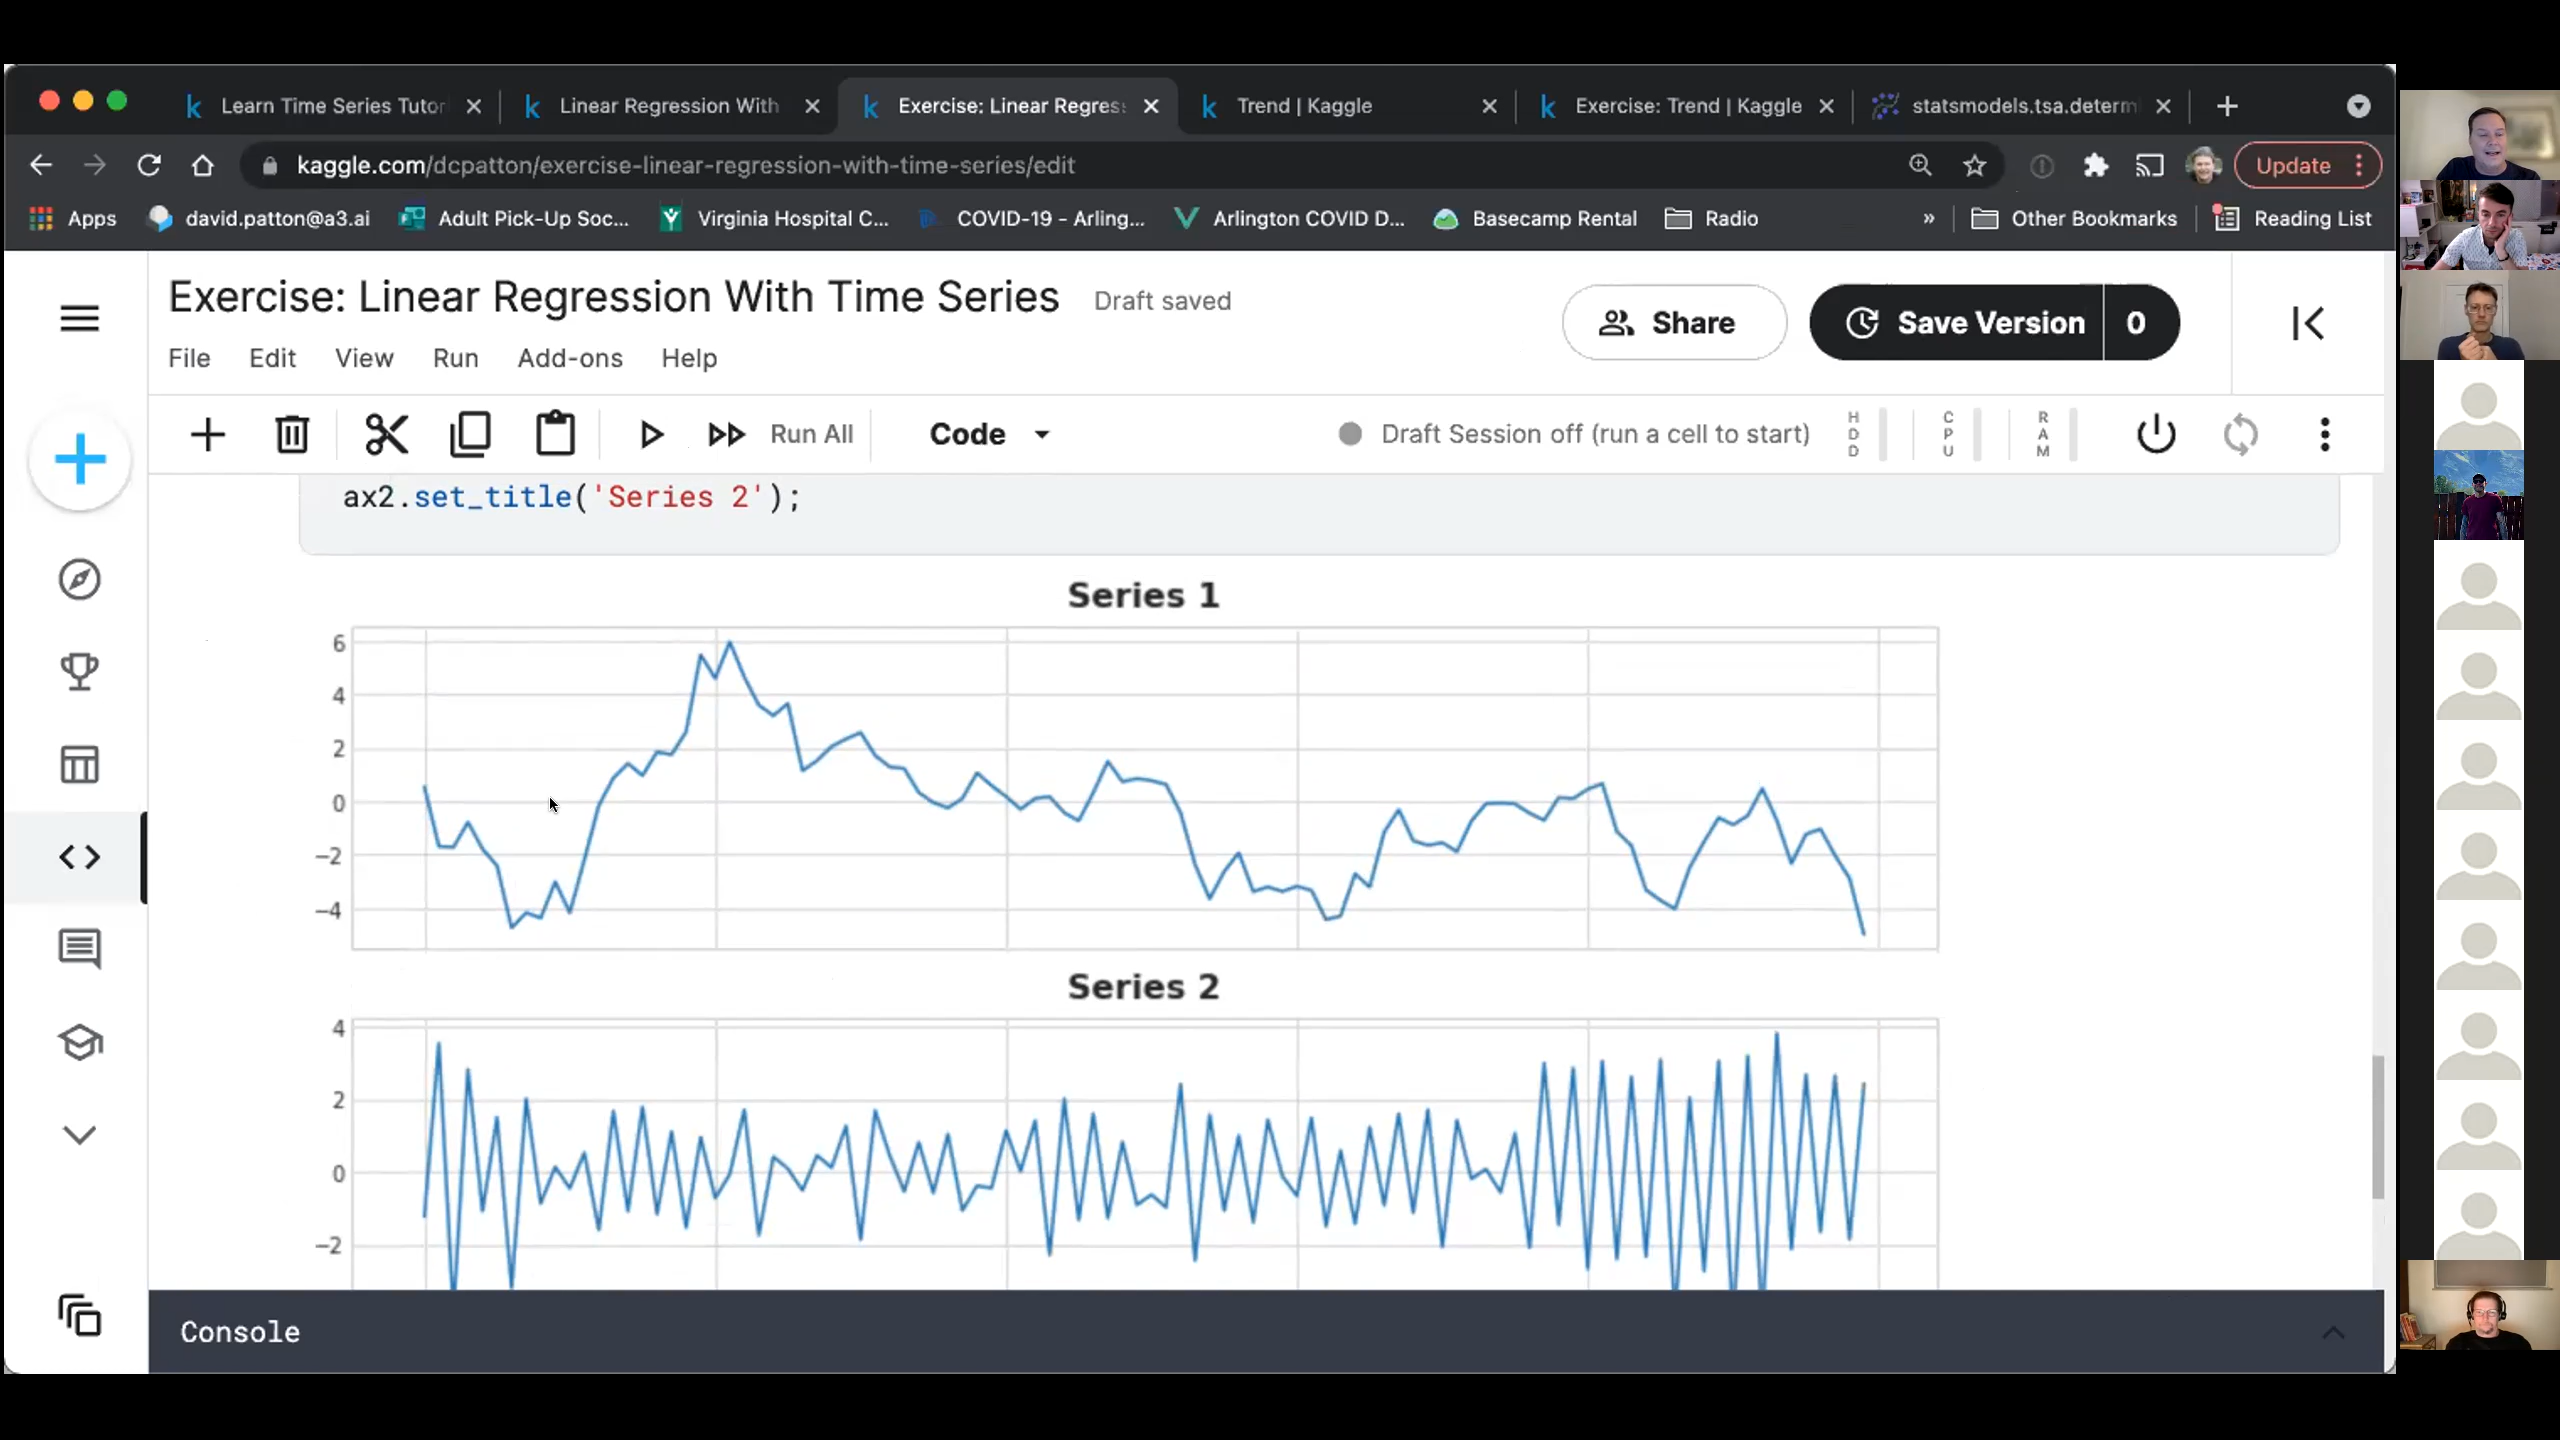 Learn Time Series Tutor
Linear Regression With
Exercise: Linear Regres
Trend | Kaggle
Exercise: Trend | Kaggle
statsmodels.tsa.determ
kaggle.com/dcpatton/exercise-linear-regression-with-time-series/edit
Update
Apps
david.patton@a3.ai
Adult Pick-Up Soc...
Virginia Hospital C...
COVID-19 - Arling...
Arlington COVID D...
Basecamp Rental
Radio
»
Other Bookmarks
Reading List
Exercise: Linear Regression With Time Series
Draft saved
Share
Save Version
0
File Edit View Run Add-ons Help
Run All
Code
Draft Session off (run a cell to start)
HDD
CPU
RAM
ax2.set_title('Series 2');
Series 1
6
4
2
0
−2
−4
Series 2
4
2
0
−2
Console